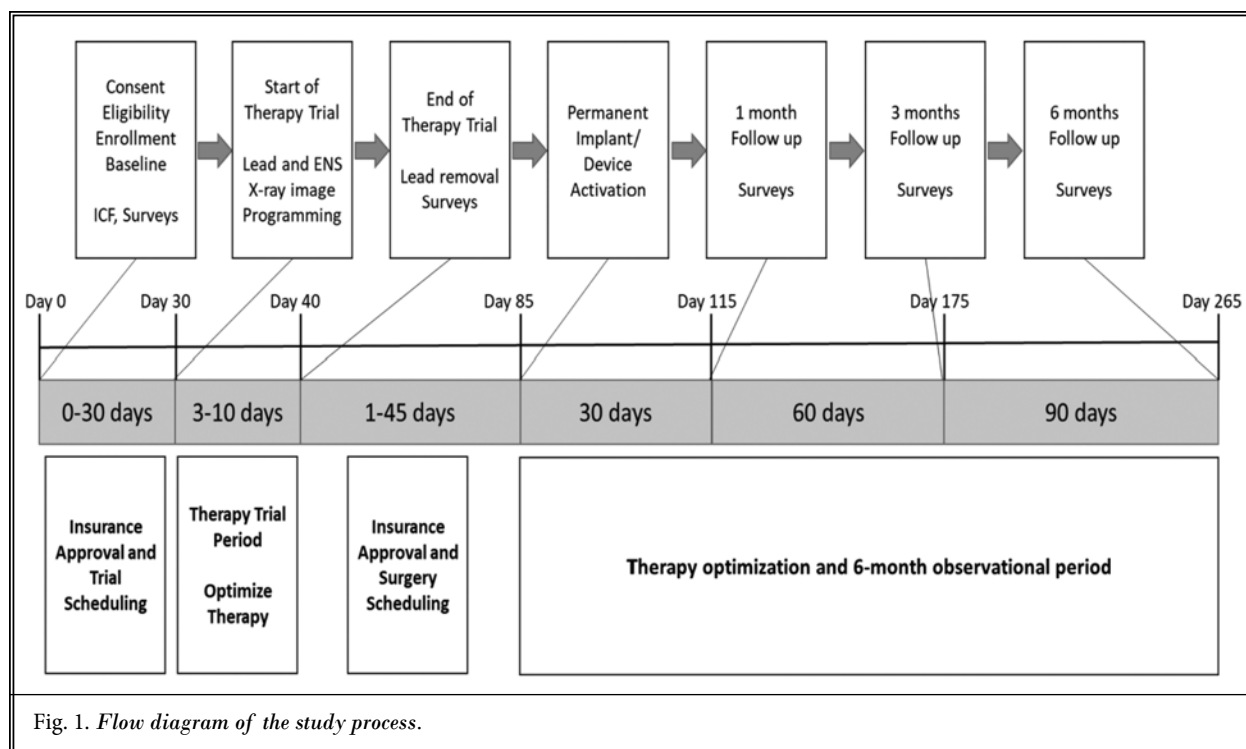 Consent
Eligibility
Enrollment
Baseline
ICF, Surveys
Start of
Therapy Trial
Lead and ENS
X-ray image
Programming
End of
Therapy Trial
Lead removal
Surveys
Permanent
Implant/
Device
Activation
1 month
Follow up
Surveys
3 months
Follow up
Surveys
6 months
Follow up
Surveys
Day 0
Day 30
Day 40
Day 85
Day 115
Day 175
Day 265
0-30 days
3-10 days
1-45 days
30 days
60 days
90 days
Insurance
Approval and
Trial
Scheduling
Therapy Trial
Period
Optimize
Therapy
Insurance
Approval and
Surgery
Scheduling
Therapy optimization and 6-month observational period
Fig. 1. Flow diagram of the study process.